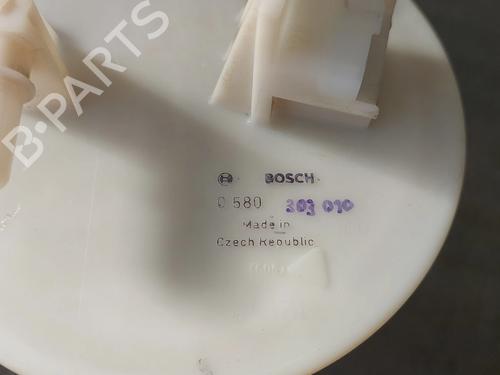 B-PARTS
BOSCH
0 580 303 010
Made in
Czech Republic